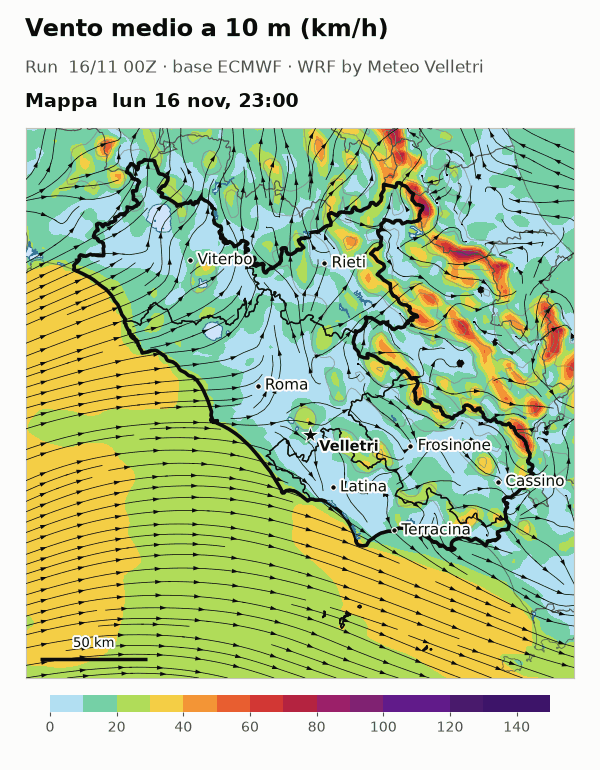 Vento medio a 10 m (km/h)
Run  16/11 00Z · base ECMWF · WRF by Meteo Velletri
Mappa  lun 16 nov, 23:00
Viterbo
Rieti
Roma
Velletri
Frosinone
Latina
Cassino
Terracina
50 km
0 20 40 60 80 100 120 140